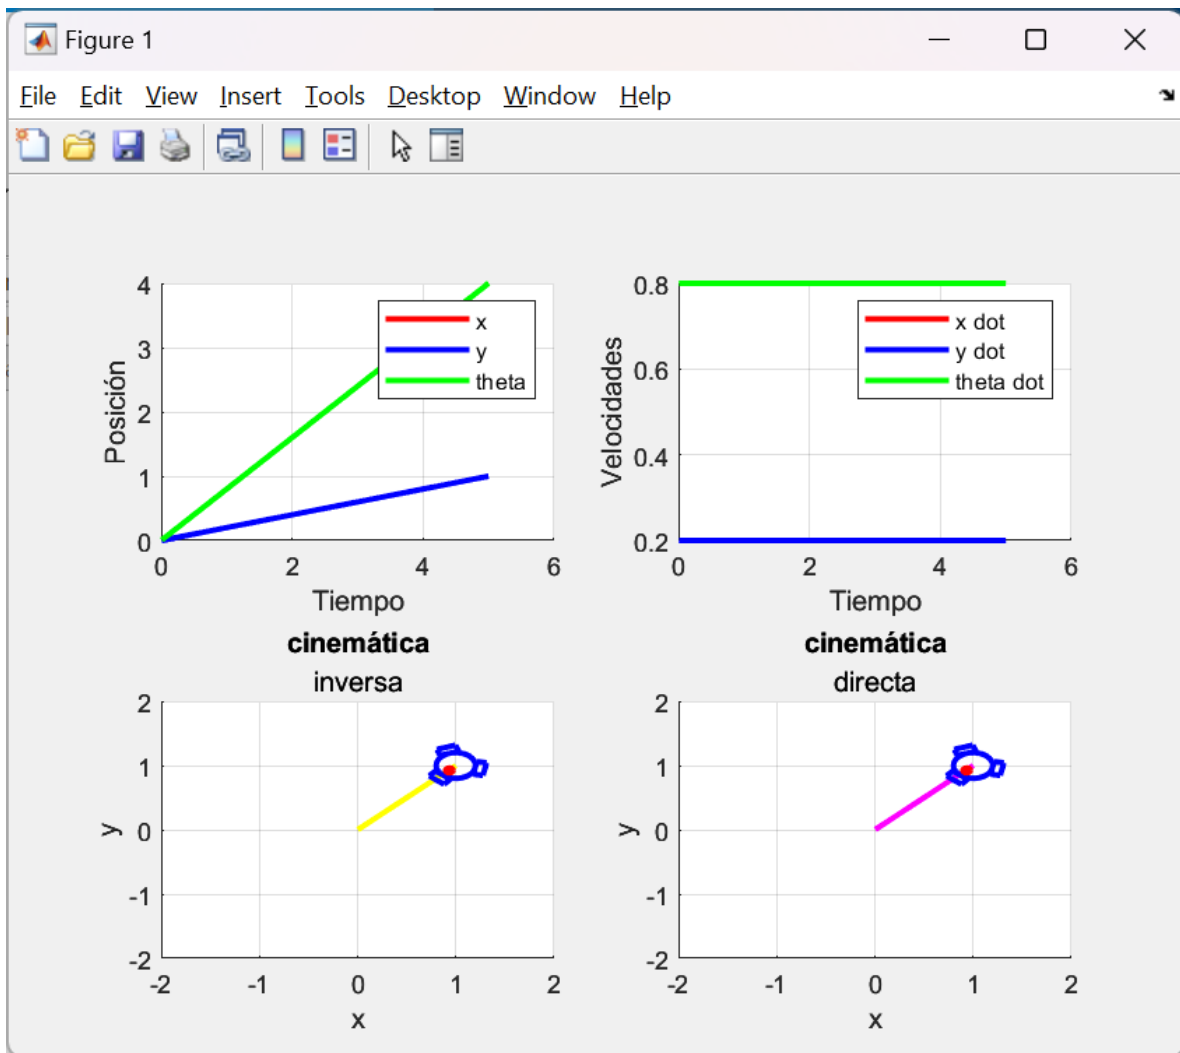 Figure 1
File Edit View Insert Tools Desktop Window Help
4
3
2
1
0
Posición
0 2 4 6
Tiempo
x
y
theta
0.8
0.6
0.4
0.2
Velocidades
0 2 4 6
Tiempo
x dot
y dot
theta dot
cinemática
inversa
2
1
0
-1
-2
y
-2 -1 0 1 2
x
cinemática
directa
2
1
0
-1
-2
y
-2 -1 0 1 2
x